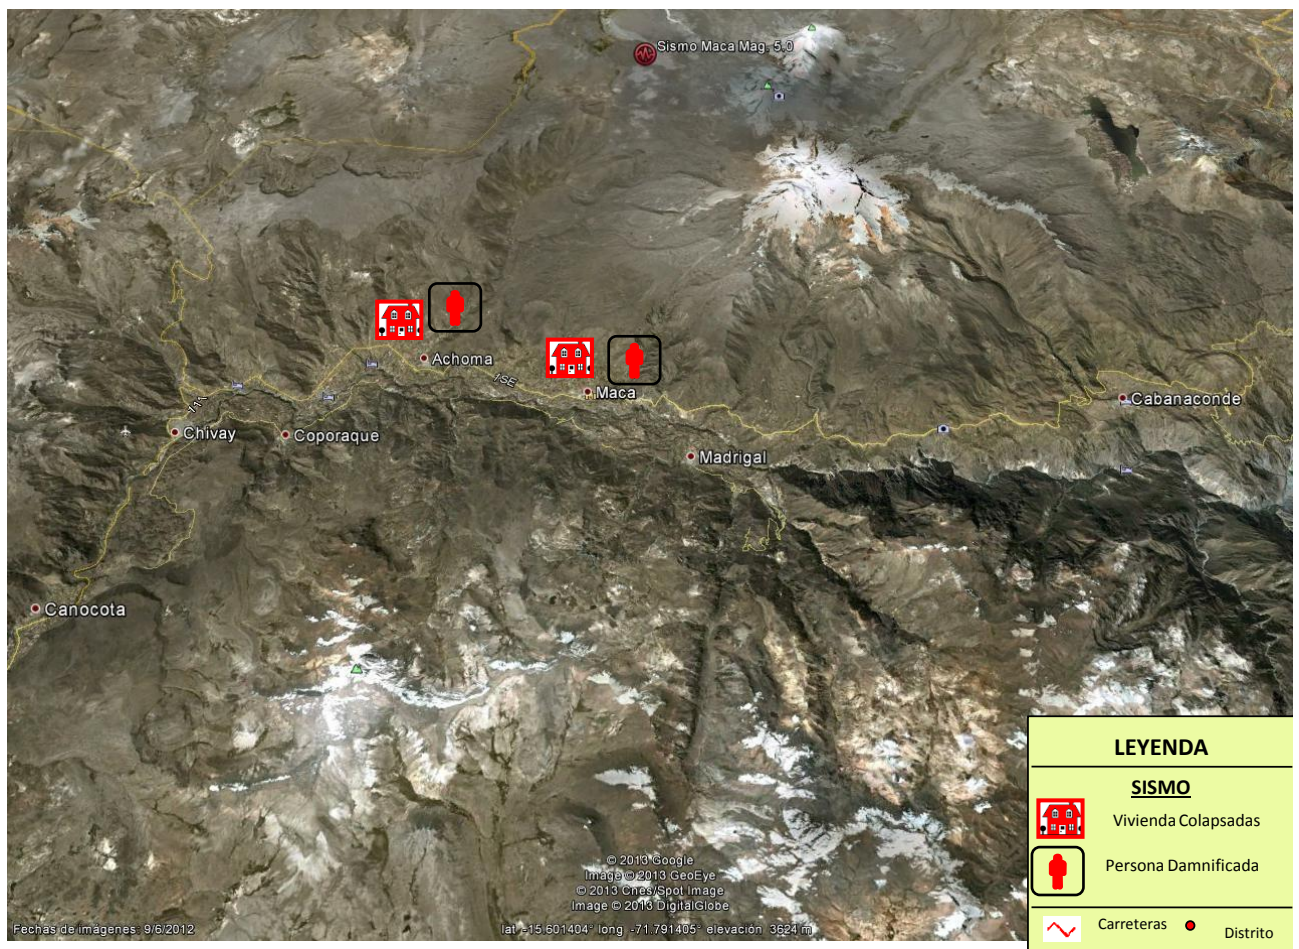 Sismo Maca Mag. 5.0
Achoma
1SE
Maca
111
Cabanaconde
Chivay
Coporaque
Madrigal
Canocota
LEYENDA
SISMO
Vivienda Colapsadas
Persona Damnificada
Carreteras
Distrito
© 2013 Google
Image © 2013 GeoEye
© 2013 Cnes/Spot Image
Image © 2013 DigitalGlobe
Fechas de imágenes: 9/6/2012
lat -15.601404° long -71.791405° elevación 3624 m